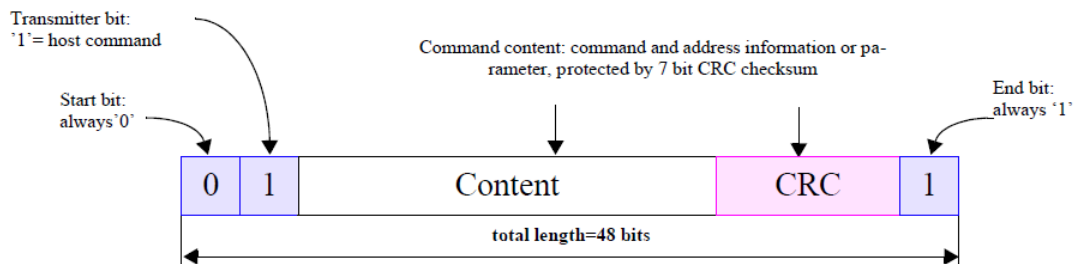 Transmitter bit:
’1’= host command
Command content: command and address information or pa-
rameter, protected by 7 bit CRC checksum
Start bit:
always’0’
End bit:
always ‘1’
0 1 Content CRC 1
total length=48 bits